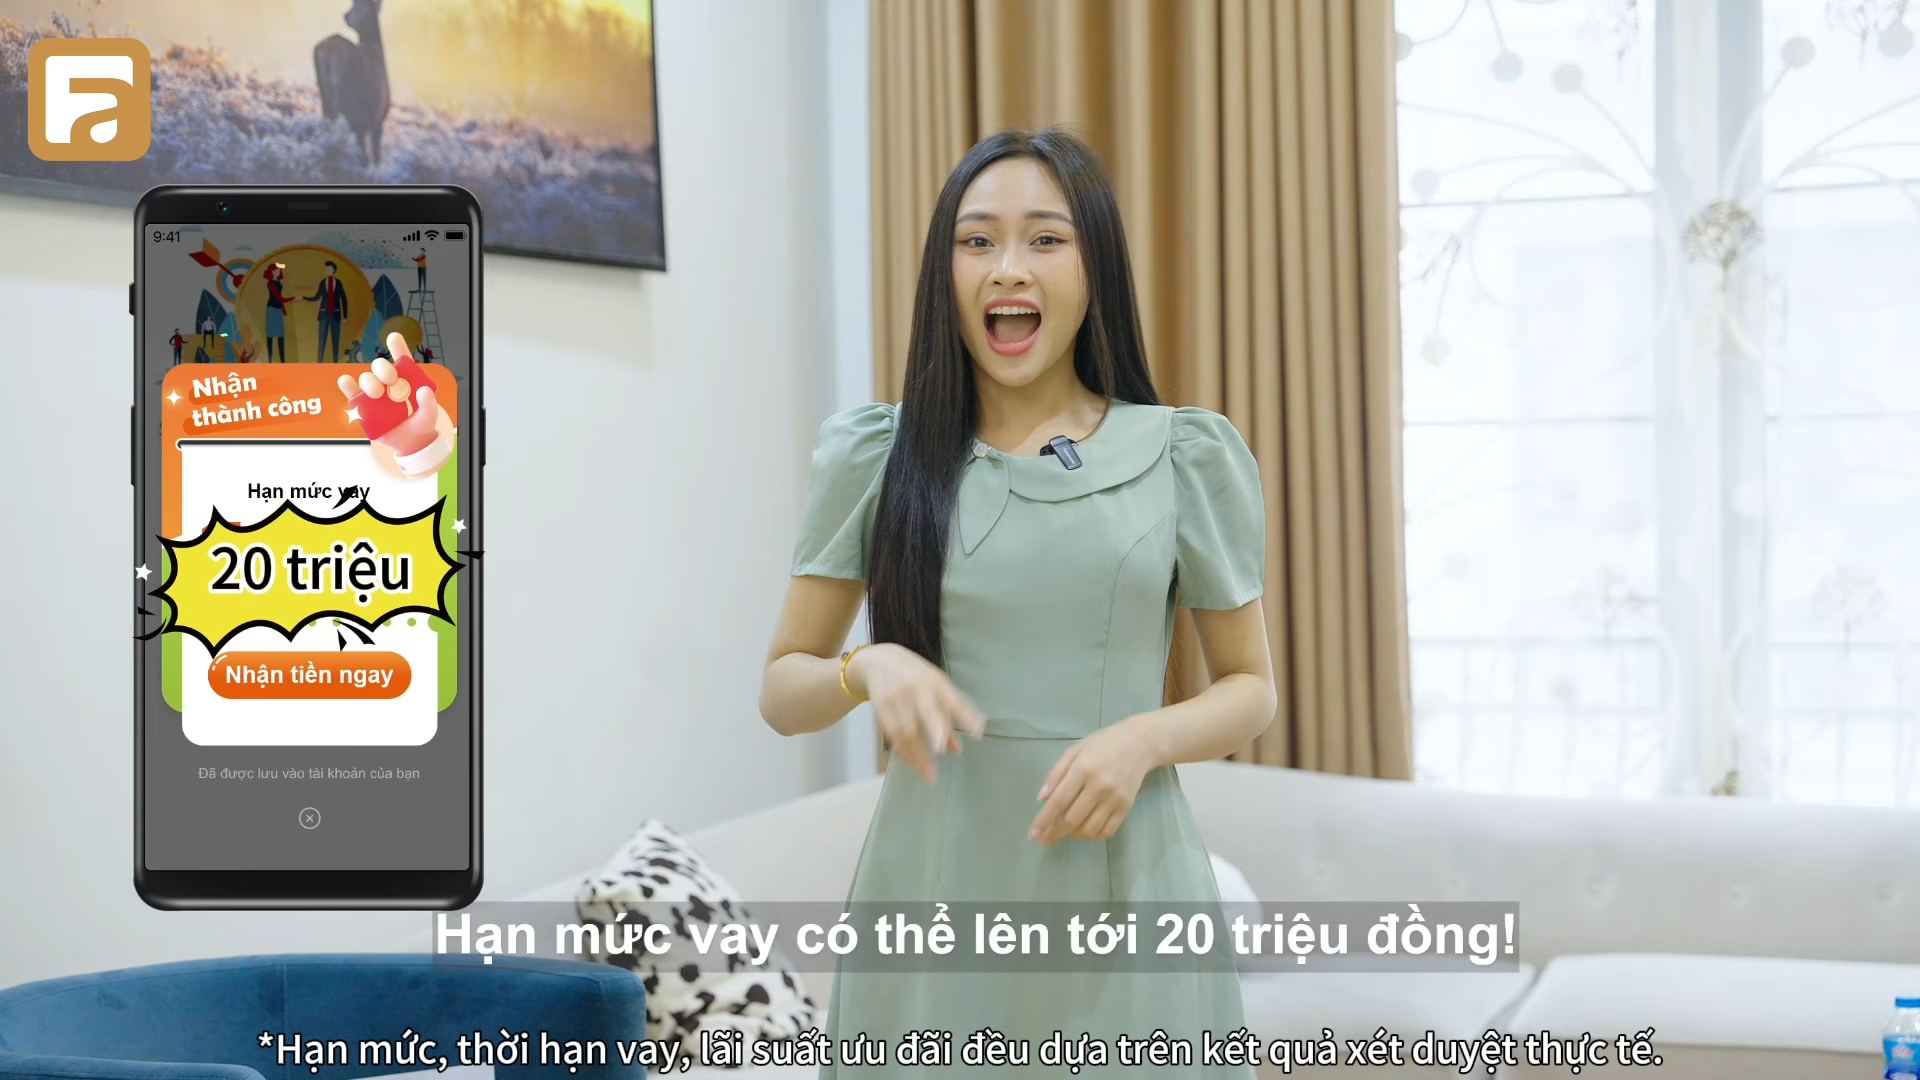 Fa
9:41
Nhận
thành công
Hạn mức vay
20 triệu
Nhận tiền ngay
Đã được lưu vào tài khoản của bạn
Hạn mức vay có thể lên tới 20 triệu đồng!
*Hạn mức, thời hạn vay, lãi suất ưu đãi đều dựa trên kết quả xét duyệt thực tế.